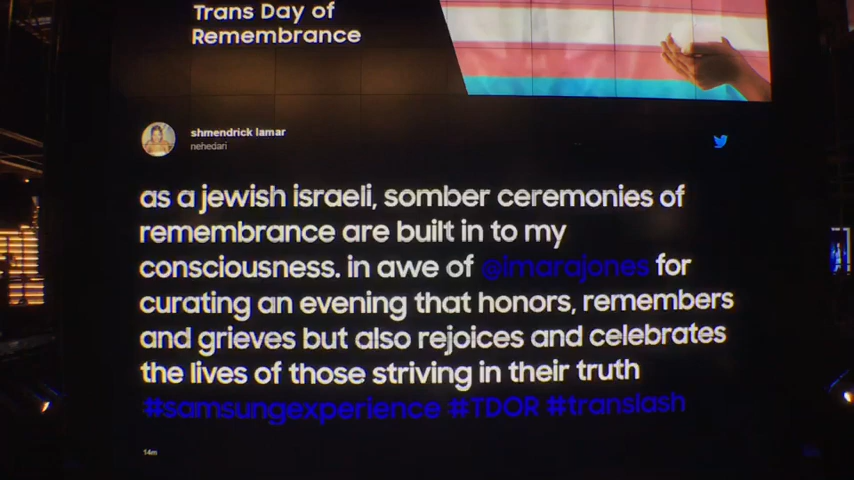 Trans Day of
Remembrance
shmendrick lamar
nehedari
as a jewish israeli, somber ceremonies of
remembrance are built in to my
consciousness. in awe of @imarajones for
curating an evening that honors, remembers
and grieves but also rejoices and celebrates
the lives of those striving in their truth
#samsungexperience #TDOR #translash
14m